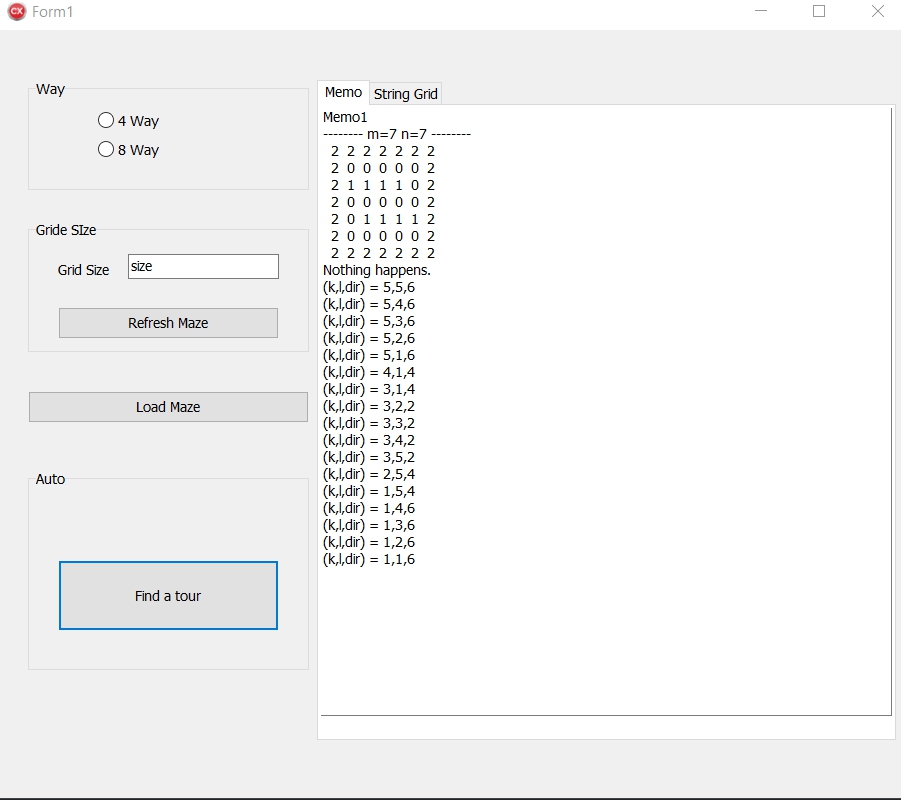 CX Form1
Way
4 Way
8 Way
Gride SIze
Grid Size size
Refresh Maze
Load Maze
Auto
Find a tour
Memo String Grid
Memo1
-------- m=7 n=7 --------
2 2 2 2 2 2 2
2 0 0 0 0 0 2
2 1 1 1 1 0 2
2 0 0 0 0 0 2
2 0 1 1 1 1 2
2 0 0 0 0 0 2
2 2 2 2 2 2 2
Nothing happens.
(k,l,dir) = 5,5,6
(k,l,dir) = 5,4,6
(k,l,dir) = 5,3,6
(k,l,dir) = 5,2,6
(k,l,dir) = 5,1,6
(k,l,dir) = 4,1,4
(k,l,dir) = 3,1,4
(k,l,dir) = 3,2,2
(k,l,dir) = 3,3,2
(k,l,dir) = 3,4,2
(k,l,dir) = 3,5,2
(k,l,dir) = 2,5,4
(k,l,dir) = 1,5,4
(k,l,dir) = 1,4,6
(k,l,dir) = 1,3,6
(k,l,dir) = 1,2,6
(k,l,dir) = 1,1,6